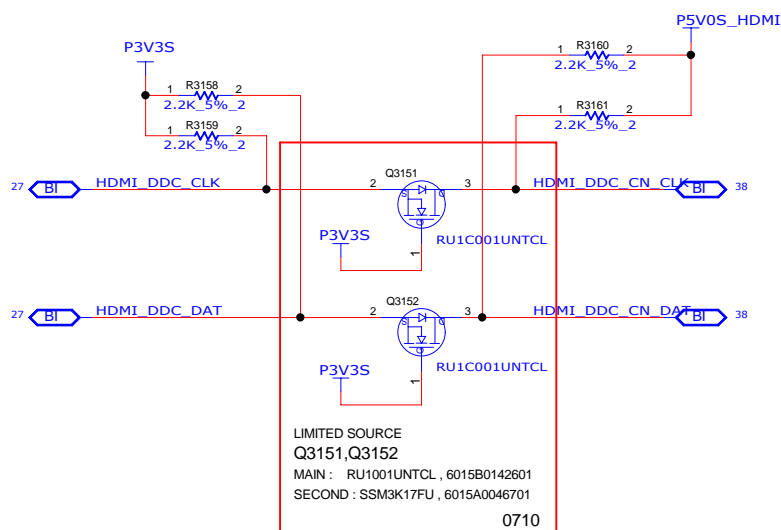 P5V0S_HDMI
P3V3S
1 R3160 2
2.2K_5%_2
1 R3158 2
2.2K_5%_2
1 R3161 2
2.2K_5%_2
1 R3159 2
2.2K_5%_2
Q3151
27 BI HDMI_DDC_CLK 2 3 HDMI_DDC_CN_CLK BI 38
S D
G
P3V3S 1 RU1C001UNTCL
Q3152
27 BI HDMI_DDC_DAT 2 3 HDMI_DDC_CN_DAT BI 38
S D
G
P3V3S 1 RU1C001UNTCL
LIMITED SOURCE
Q3151,Q3152
MAIN : RU1001UNTCL , 6015B0142601
SECOND : SSM3K17FU , 6015A0046701
0710